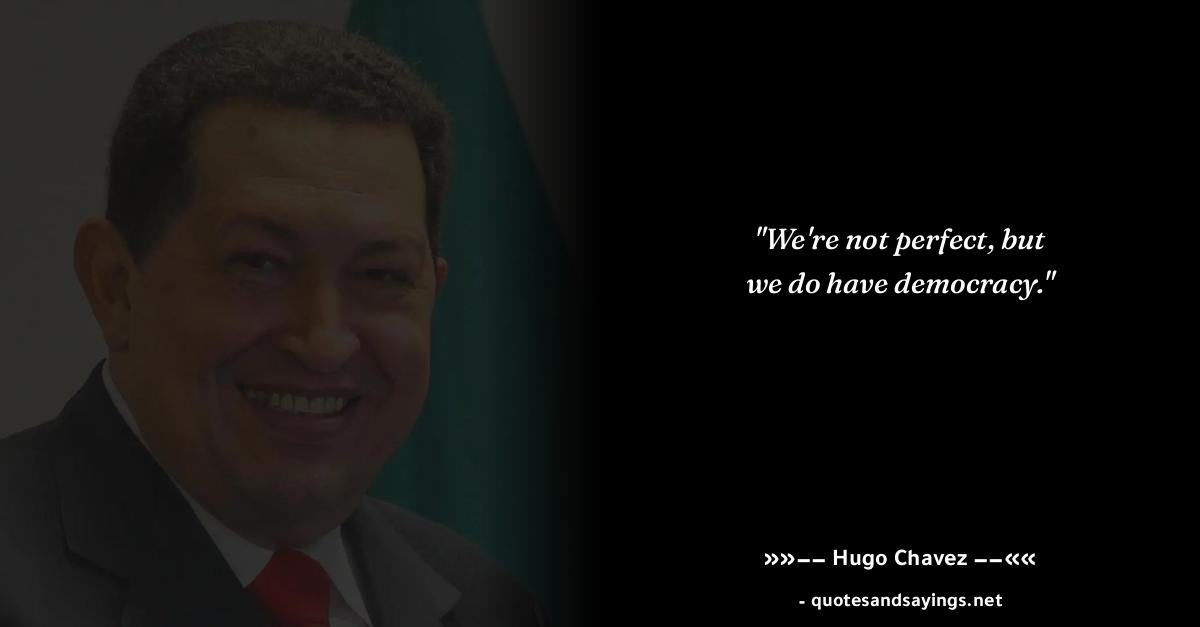 "We're not perfect, but
we do have democracy."
»»―― Hugo Chavez ――««
- quotesandsayings.net